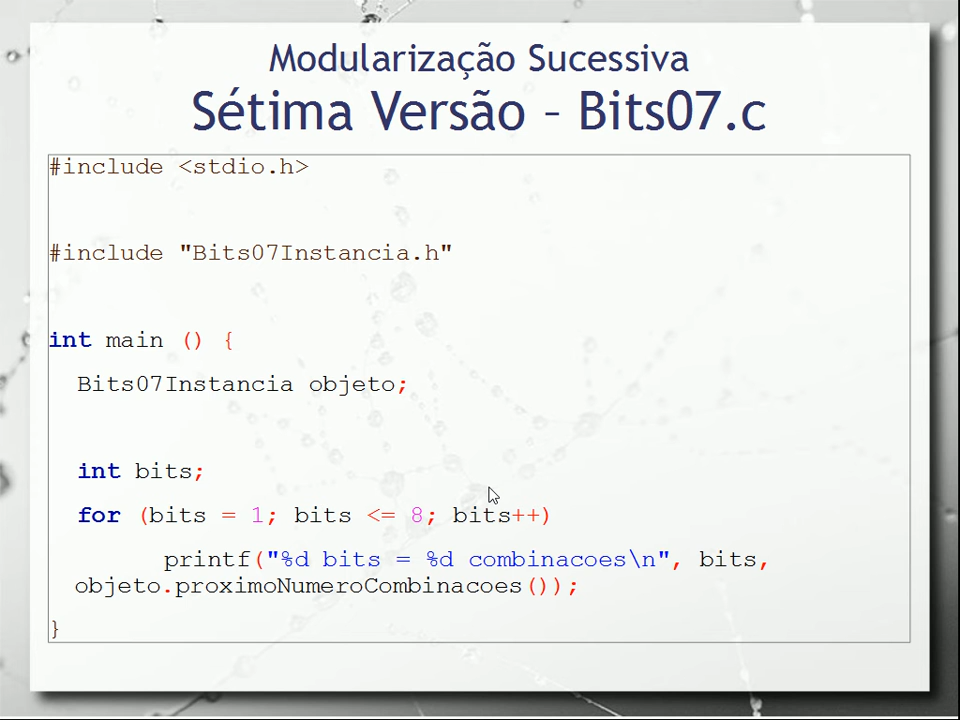 Modularização Sucessiva
Sétima Versão – Bits07.c
#include <stdio.h>
#include "Bits07Instancia.h"
int main () {
Bits07Instancia objeto;
int bits;
for (bits = 1; bits <= 8; bits++)
printf("%d bits = %d combinacoes\n", bits,
objeto.proximoNumeroCombinacoes());
}